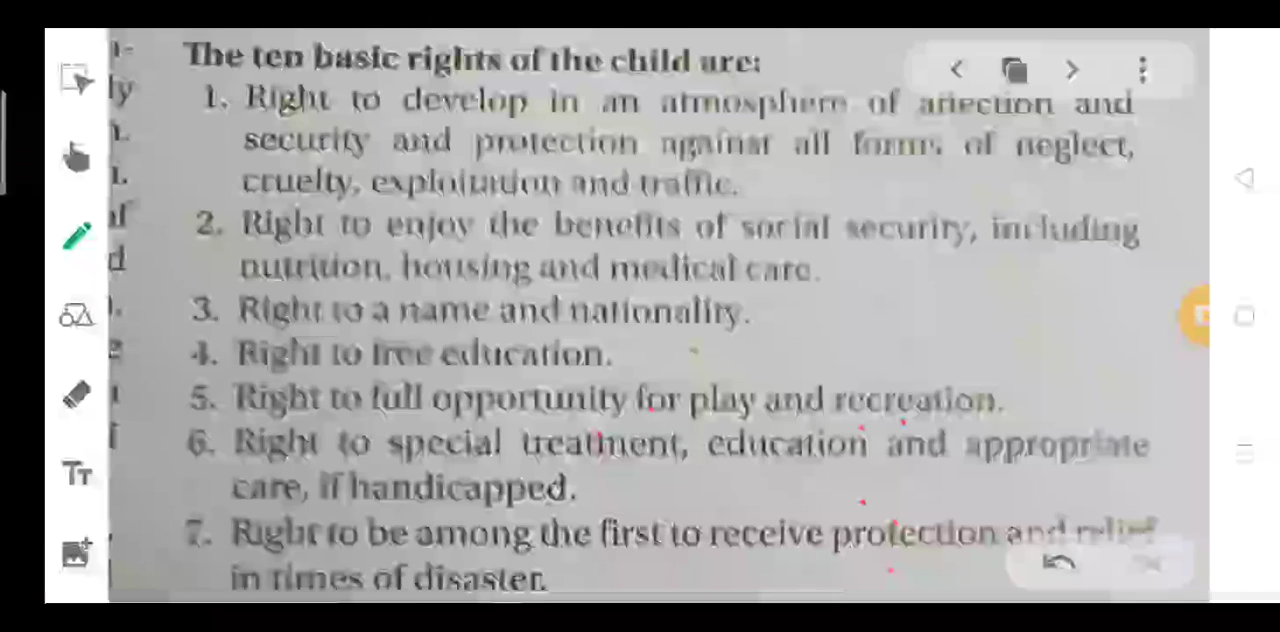 The ten basic rights of the child are:
1. Right to develop in an atmosphere of affection and
security and protection against all forms of neglect,
cruelty, exploitation and traffic.
2. Right to enjoy the benefits of social security, including
nutrition, housing and medical care.
3. Right to a name and nationality.
4. Right to free education.
5. Right to full opportunity for play and recreation.
6. Right to special treatment, education and appropriate
care, if handicapped.
7. Right to be among the first to receive protection and relief
in times of disaster.
TT